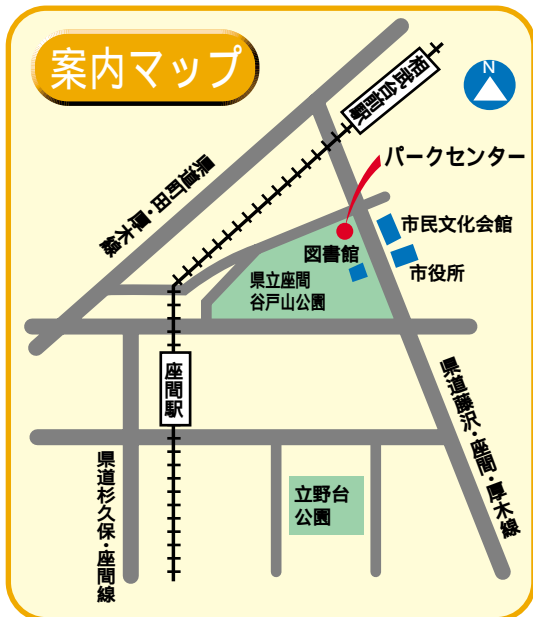 案内マップ
N
相武台前駅
パークセンター
県道町田・厚木線
市民文化会館
図書館
市役所
県立座間
谷戸山公園
座間駅
県道藤沢・座間・厚木線
県道杉久保・座間線
立野台
公園